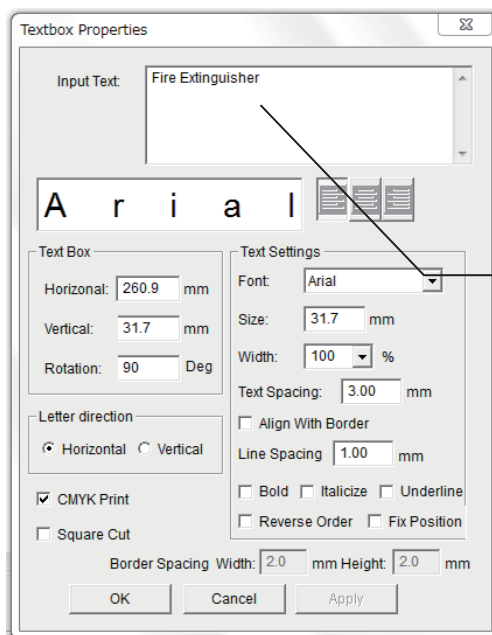 Textbox Properties
Input Text: Fire Extinguisher
A r i a l
Text Box
Horizonal: 260.9 mm
Vertical: 31.7 mm
Rotation: 90 Deg
Letter direction
Horizontal Vertical
CMYK Print
Square Cut
Text Settings
Font: Arial
Size: 31.7 mm
Width: 100 %
Text Spacing: 3.00 mm
Align With Border
Line Spacing 1.00 mm
Bold Italicize Underline
Reverse Order Fix Position
Border Spacing Width: 2.0 mm Height: 2.0 mm
OK Cancel Apply